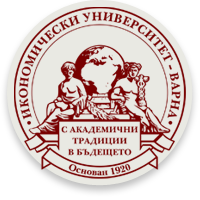 • ИКОНОМИЧЕСКИ УНИВЕРСИТЕТ - ВАРНА •
С АКАДЕМИЧНИ
ТРАДИЦИИ
В БЪДЕЩЕТО
Основан 1920